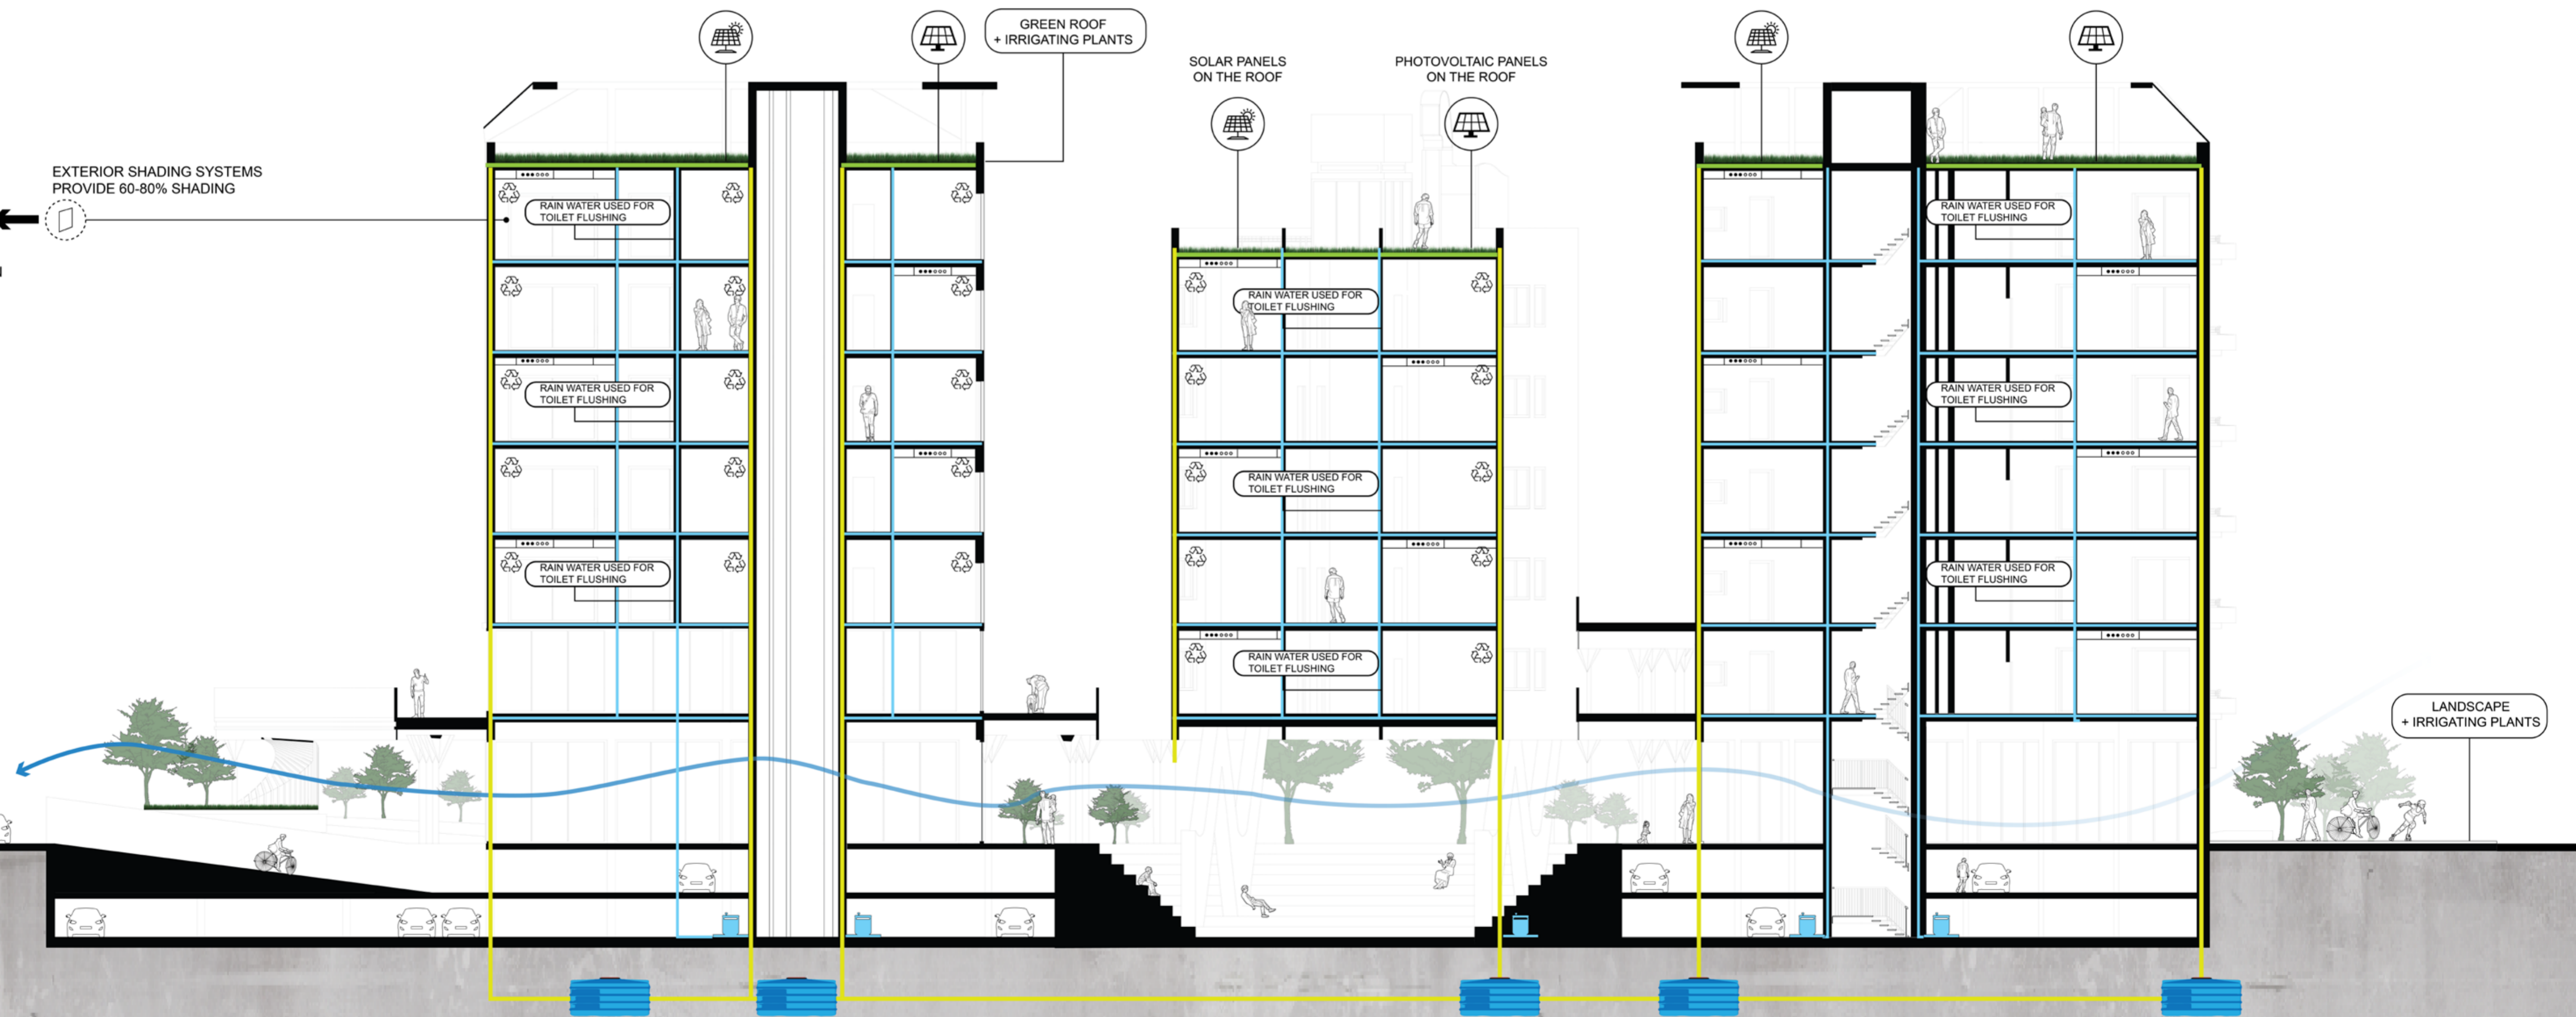 GREEN ROOF
+ IRRIGATING PLANTS
SOLAR PANELS
ON THE ROOF
PHOTOVOLTAIC PANELS
ON THE ROOF
EXTERIOR SHADING SYSTEMS
PROVIDE 60-80% SHADING
RAIN WATER USED FOR
TOILET FLUSHING
RAIN WATER USED FOR
TOILET FLUSHING
RAIN WATER USED FOR
TOILET FLUSHING
RAIN WATER USED FOR
TOILET FLUSHING
RAIN WATER USED FOR
TOILET FLUSHING
RAIN WATER USED FOR
TOILET FLUSHING
RAIN WATER USED FOR
TOILET FLUSHING
RAIN WATER USED FOR
TOILET FLUSHING
RAIN WATER USED FOR
TOILET FLUSHING
LANDSCAPE
+ IRRIGATING PLANTS